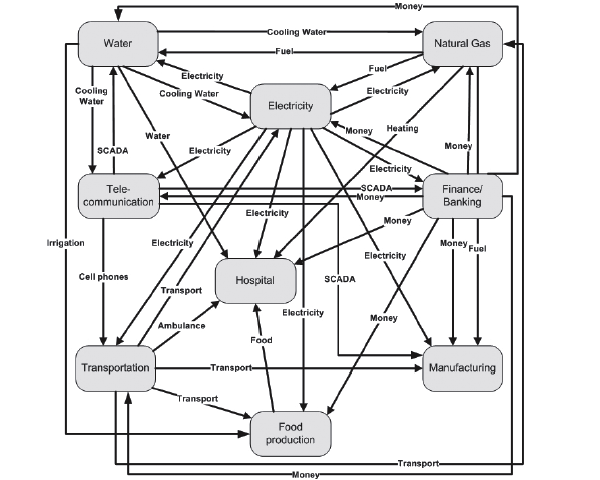 Money
Water
Cooling Water
Natural Gas
Fuel
Fuel
Electricity
Cooling
Water
Cooling Water
Electricity
Electricity
Water
Heating
Money
SCADA
Electricity
Money
Electricity
Tele-
communication
SCADA
Money
Finance/
Banking
Electricity
Money
Irrigation
Electricity
Money
Fuel
Electricity
Cell phones
Hospital
SCADA
Transport
Electricity
Money
Ambulance
Food
Transportation
Transport
Manufacturing
Transport
Food
production
Transport
Money